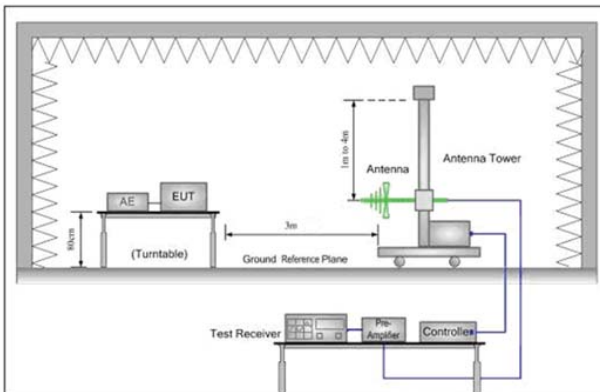 1m to 4m
Antenna Tower
Antenna
AE
EUT
80cm
(Turntable)
3m
Ground Reference Plane
Test Receiver
Pre-
Amplifier
Controller